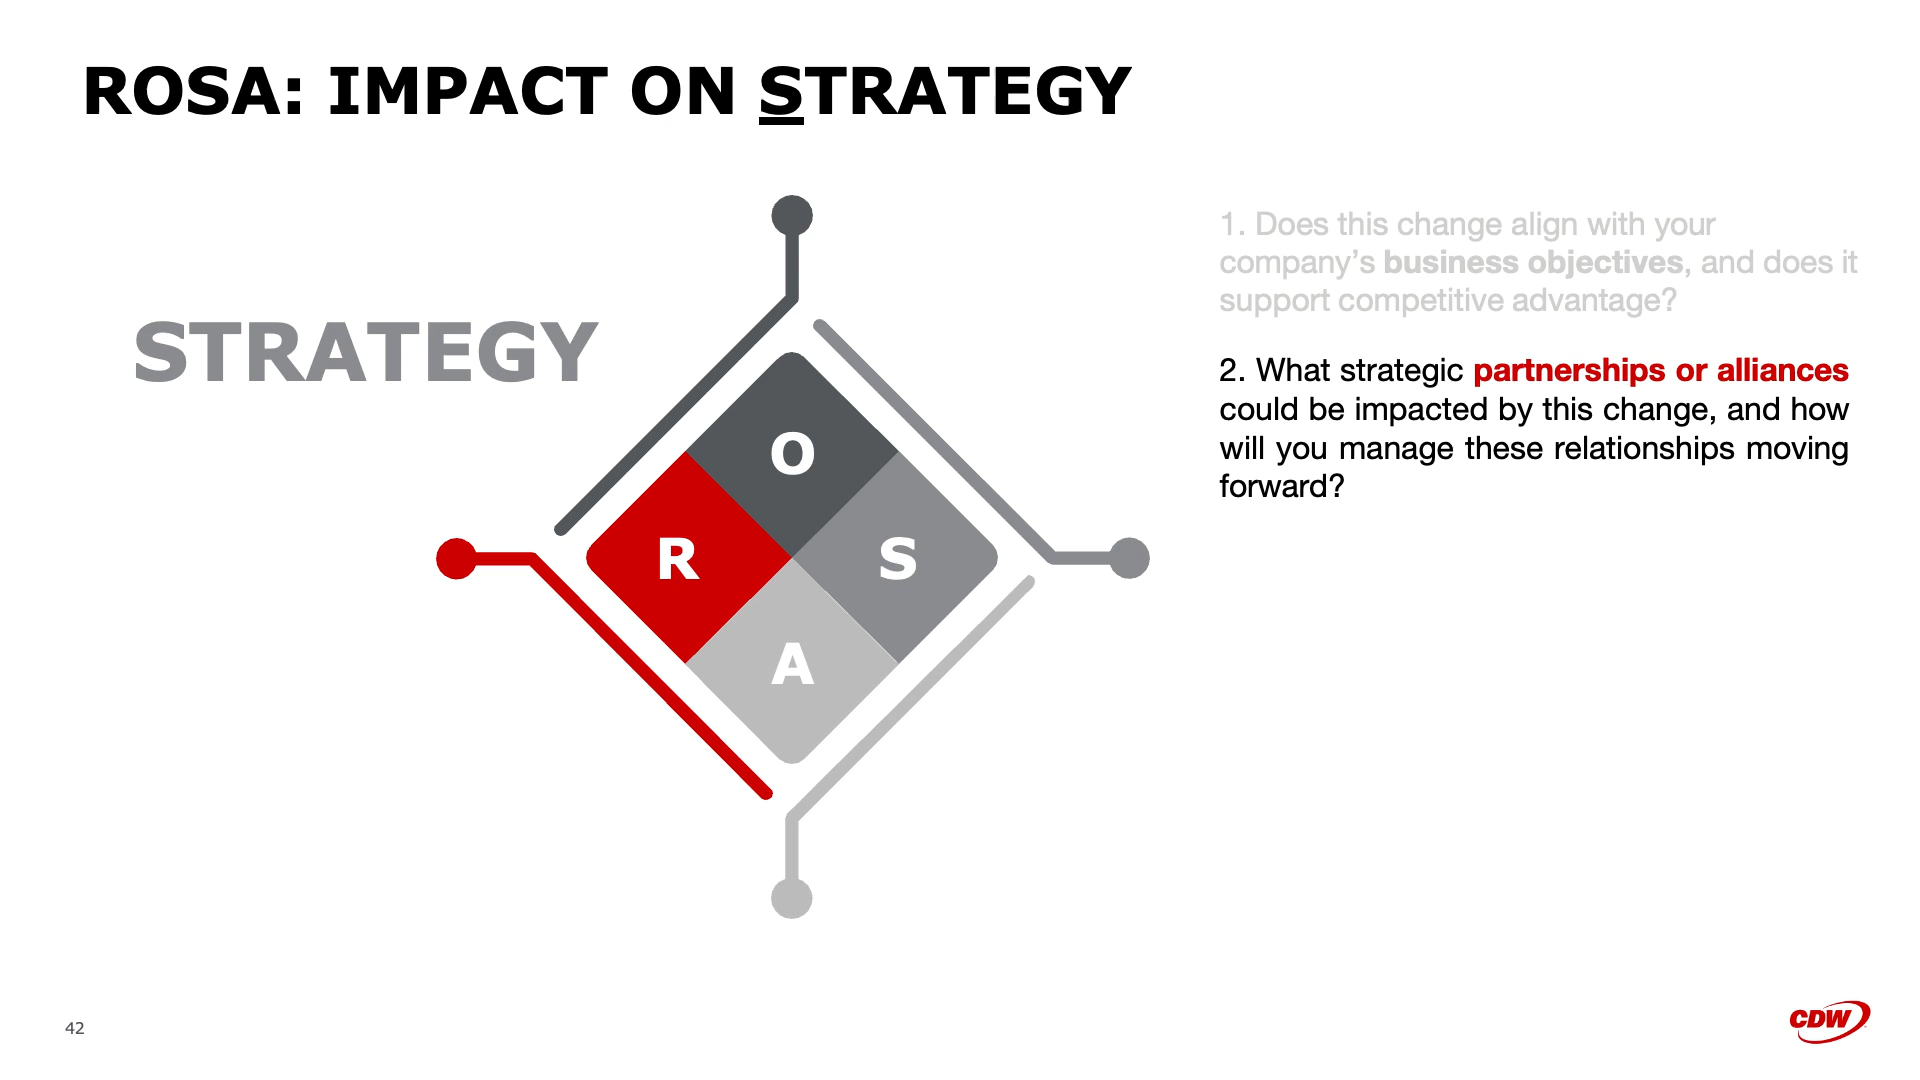 ROSA: IMPACT ON STRATEGY
STRATEGY
O
R
S
A
1. Does this change align with your
company’s business objectives, and does it
support competitive advantage?
2. What strategic partnerships or alliances
could be impacted by this change, and how
will you manage these relationships moving
forward?
42
CDW